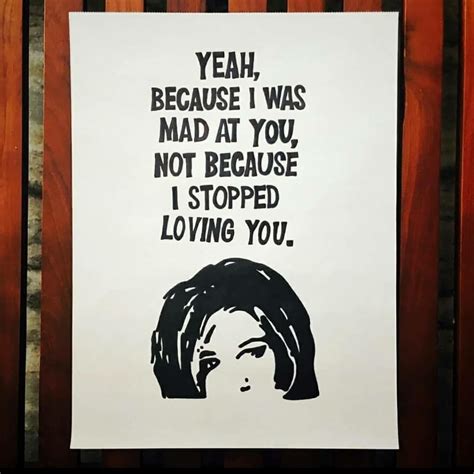 YEAH,
BECAUSE I WAS
MAD AT YOU,
NOT BECAUSE
I STOPPED
LOVING YOU.